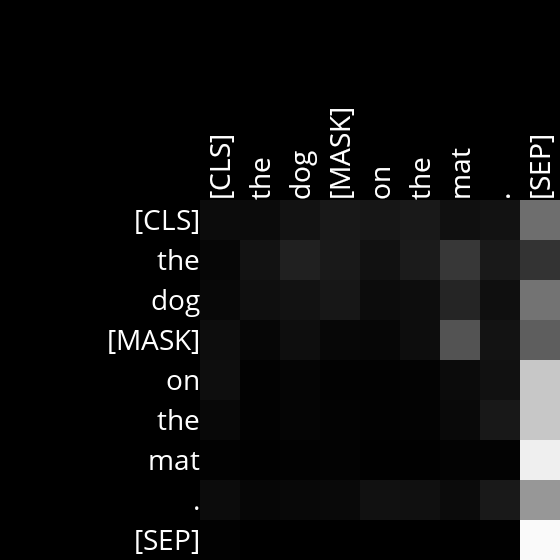 [CLS] the dog [MASK] on the mat . [SEP]
[CLS]
the
dog
[MASK]
on
the
mat
.
[SEP]